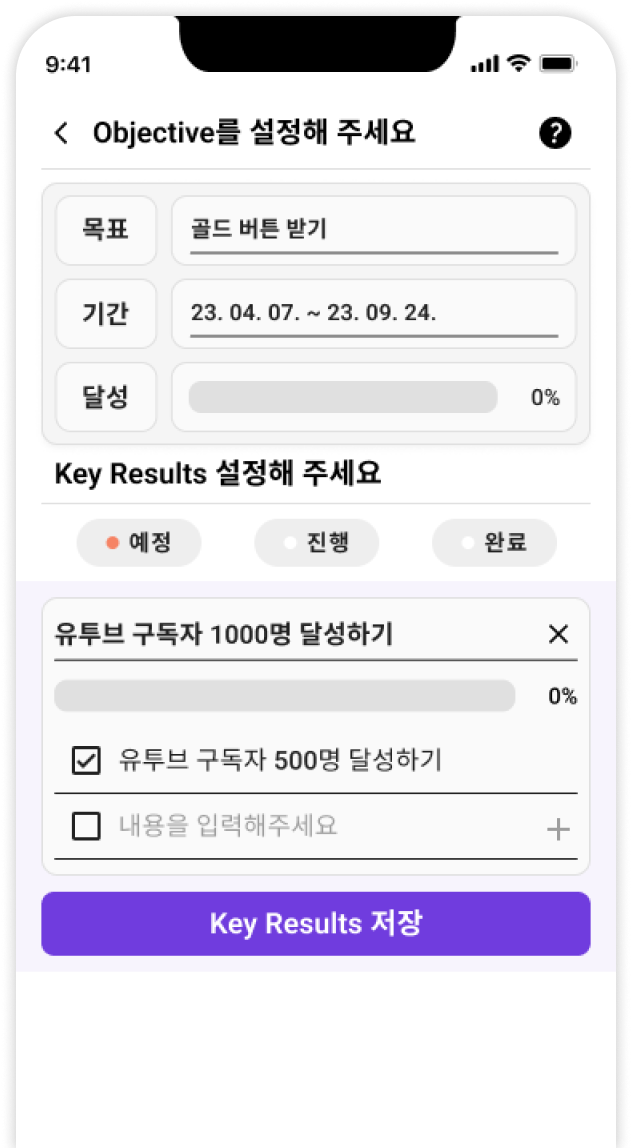 9:41
Objective를 설정해 주세요 ?
목표 골드 버튼 받기
기간 23. 04. 07. ~ 23. 09. 24.
달성 0%
Key Results 설정해 주세요
예정 진행 완료
유투브 구독자 1000명 달성하기
0%
유투브 구독자 500명 달성하기
내용을 입력해주세요
Key Results 저장